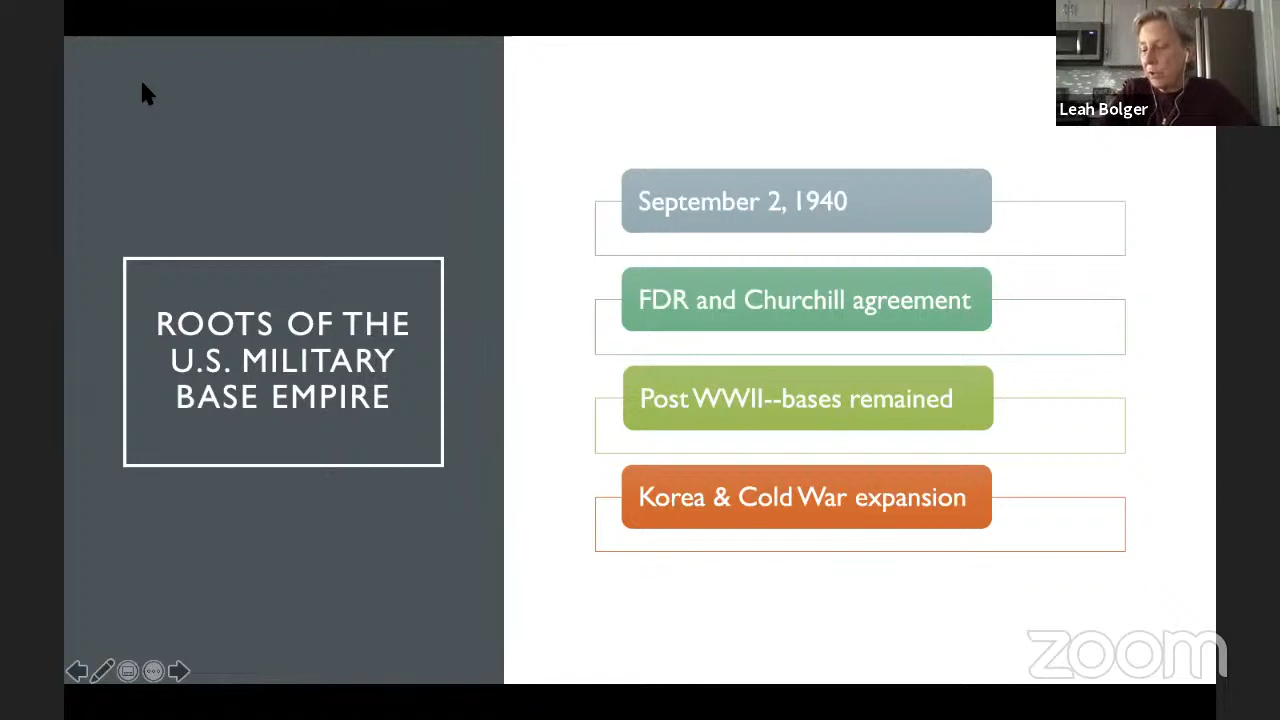 Leah Bolger
ROOTS OF THE
U.S. MILITARY
BASE EMPIRE
September 2, 1940
FDR and Churchill agreement
Post WWII--bases remained
Korea & Cold War expansion
zoom